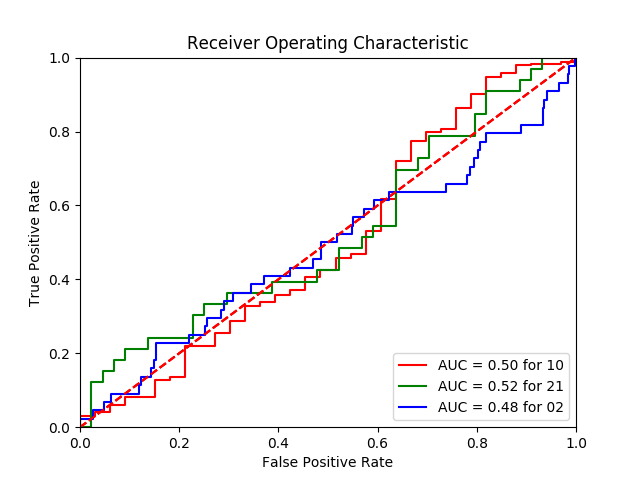 Receiver Operating Characteristic
1.0
0.8
0.6
0.4
0.2
0.0
True Positive Rate
AUC = 0.50 for 10
AUC = 0.52 for 21
AUC = 0.48 for 02
0.0 0.2 0.4 0.6 0.8 1.0
False Positive Rate